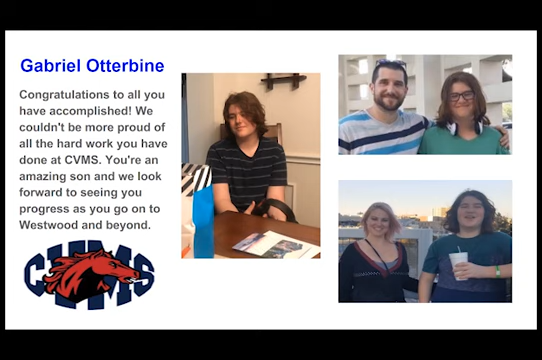 Gabriel Otterbine
Congratulations to all you
have accomplished! We
couldn't be more proud of
all the hard work you have
done at CVMS. You're an
amazing son and we look
forward to seeing you
progress as you go on to
Westwood and beyond.
CVMS